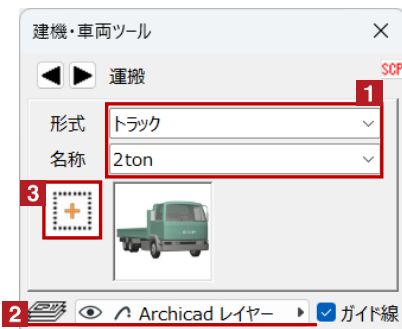 建機・車両ツール
運搬
SCP
1
形式 トラック
名称 2ton
3
2 Archicad レイヤー ガイド線